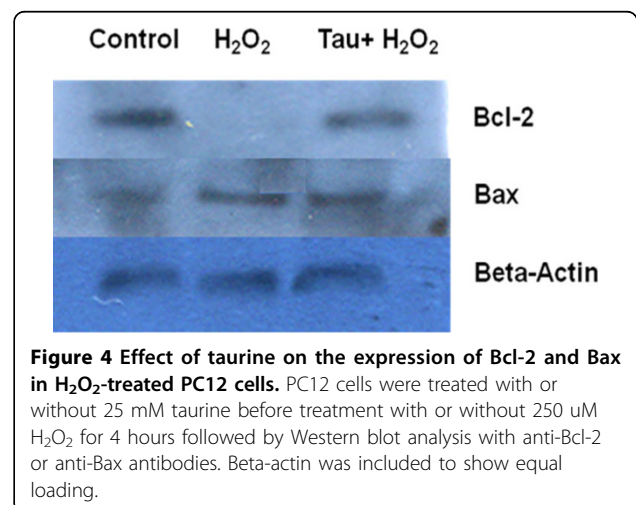 Control H₂O₂ Tau+ H₂O₂
Bcl-2
Bax
Beta-Actin
Figure 4 Effect of taurine on the expression of Bcl-2 and Bax
in H₂O₂-treated PC12 cells. PC12 cells were treated with or
without 25 mM taurine before treatment with or without 250 uM
H₂O₂ for 4 hours followed by Western blot analysis with anti-Bcl-2
or anti-Bax antibodies. Beta-actin was included to show equal
loading.